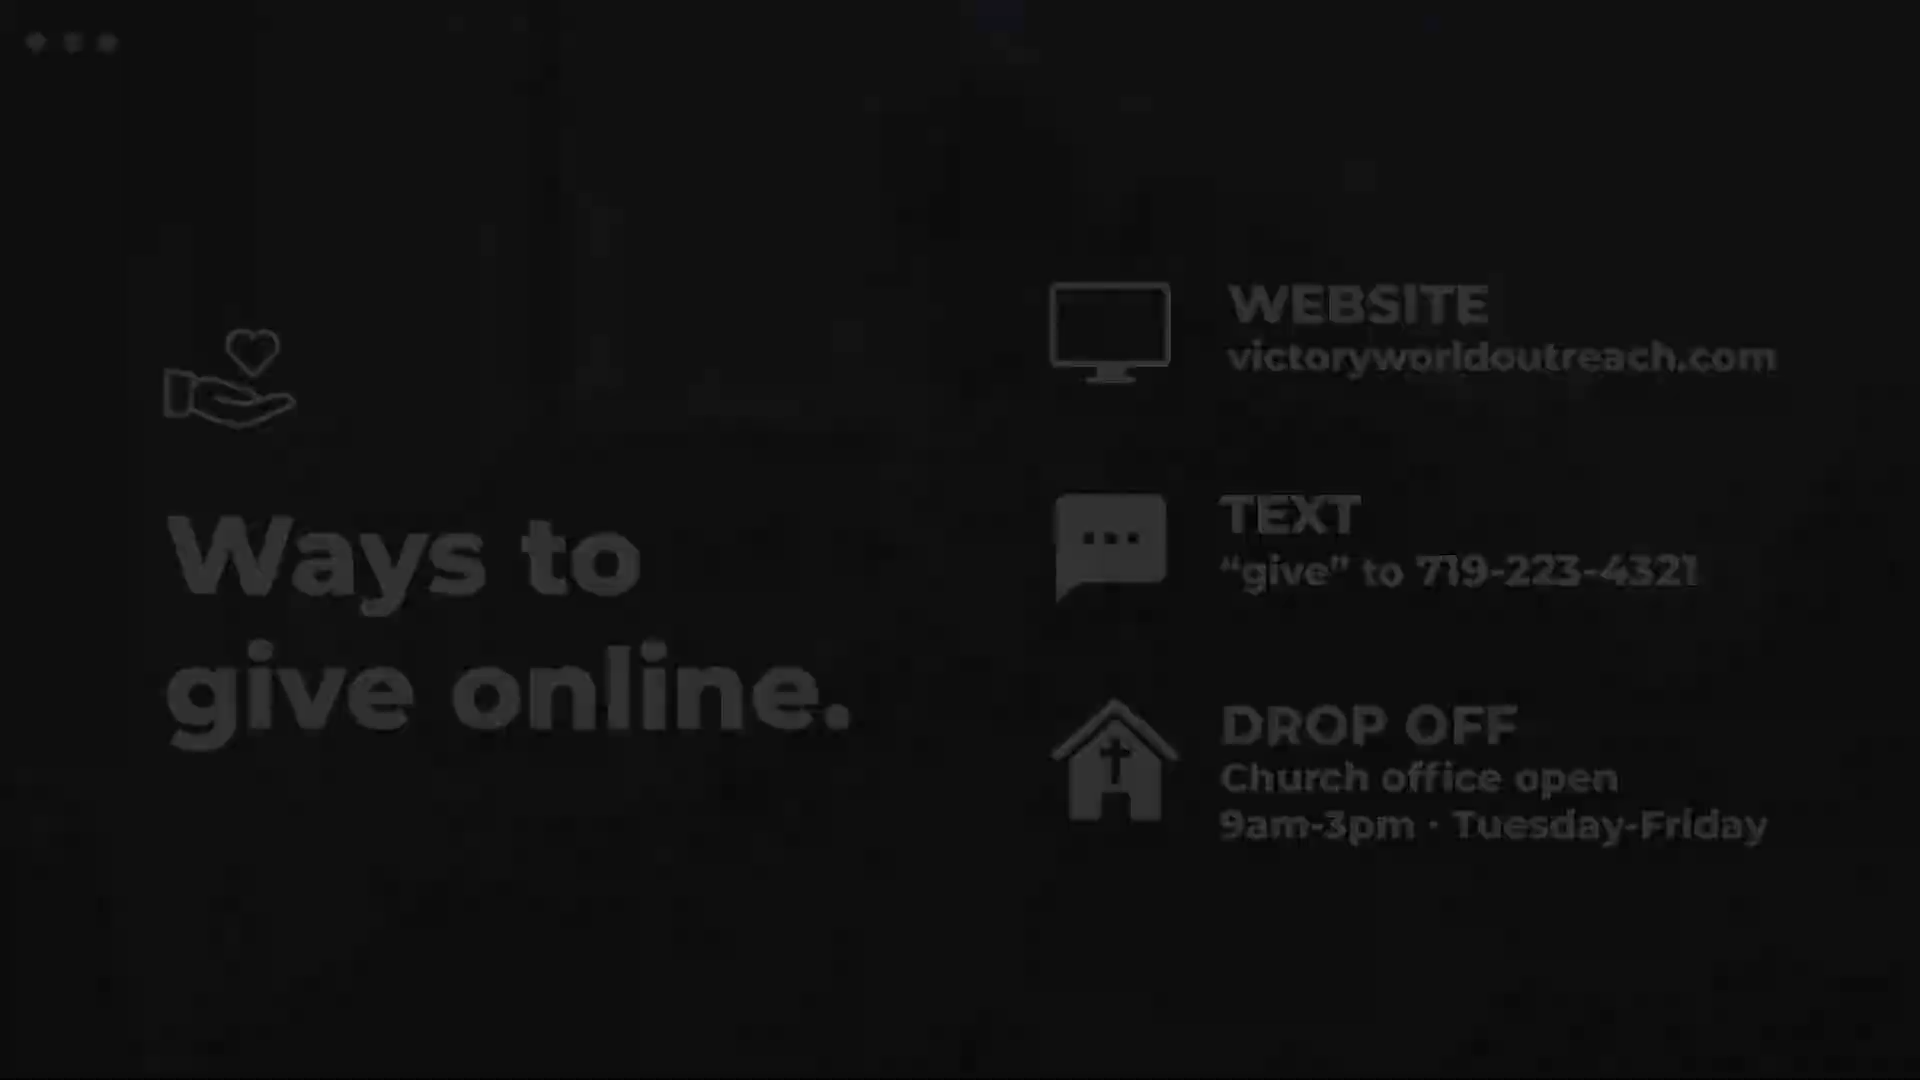 Ways to
give online.
WEBSITE
victoryworldoutreach.com
TEXT
“give” to 719-223-4321
DROP OFF
Church office open
9am-3pm · Tuesday-Friday